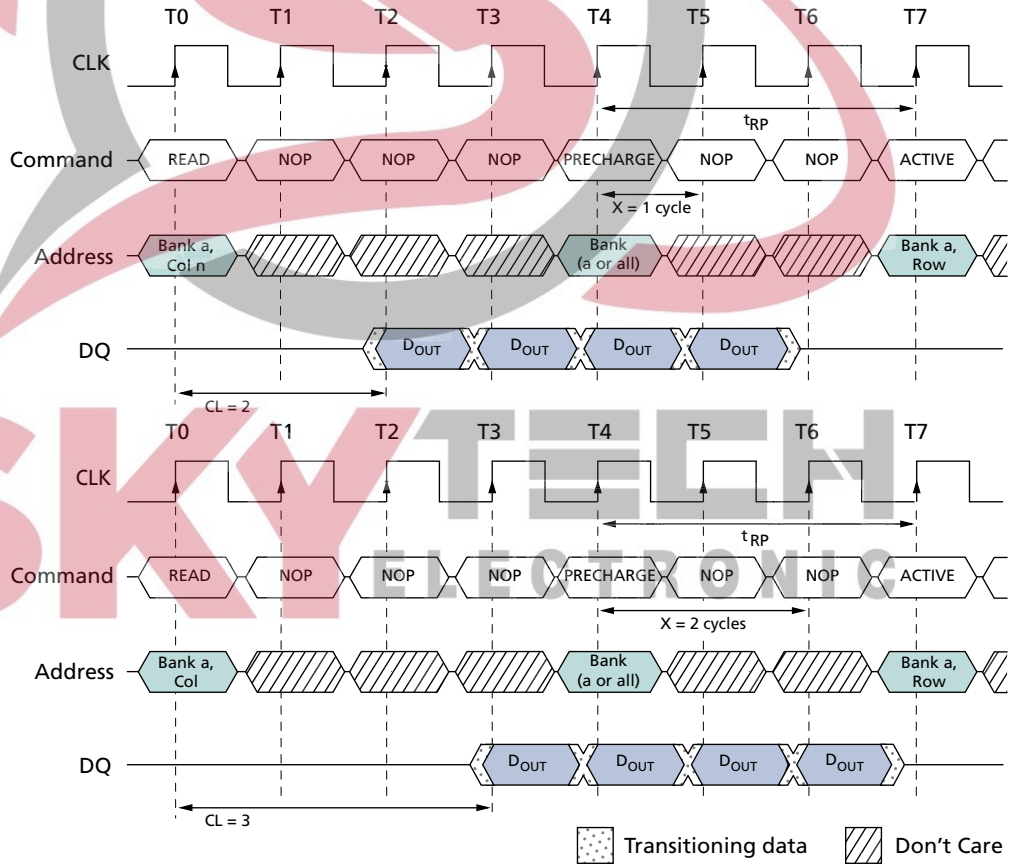 T0 T1 T2 T3 T4 T5 T6 T7
CLK
tRP
Command READ NOP NOP NOP PRECHARGE NOP NOP ACTIVE
X = 1 cycle
Address Bank a, Col n Bank (a or all) Bank a, Row
DQ DOUT DOUT DOUT DOUT
CL = 2
SKYTECH
ELECTRONIC
T0 T1 T2 T3 T4 T5 T6 T7
CLK
tRP
Command READ NOP NOP NOP PRECHARGE NOP NOP ACTIVE
X = 2 cycles
Address Bank a, Col Bank (a or all) Bank a, Row
DQ DOUT DOUT DOUT DOUT
CL = 3
Transitioning data Don't Care